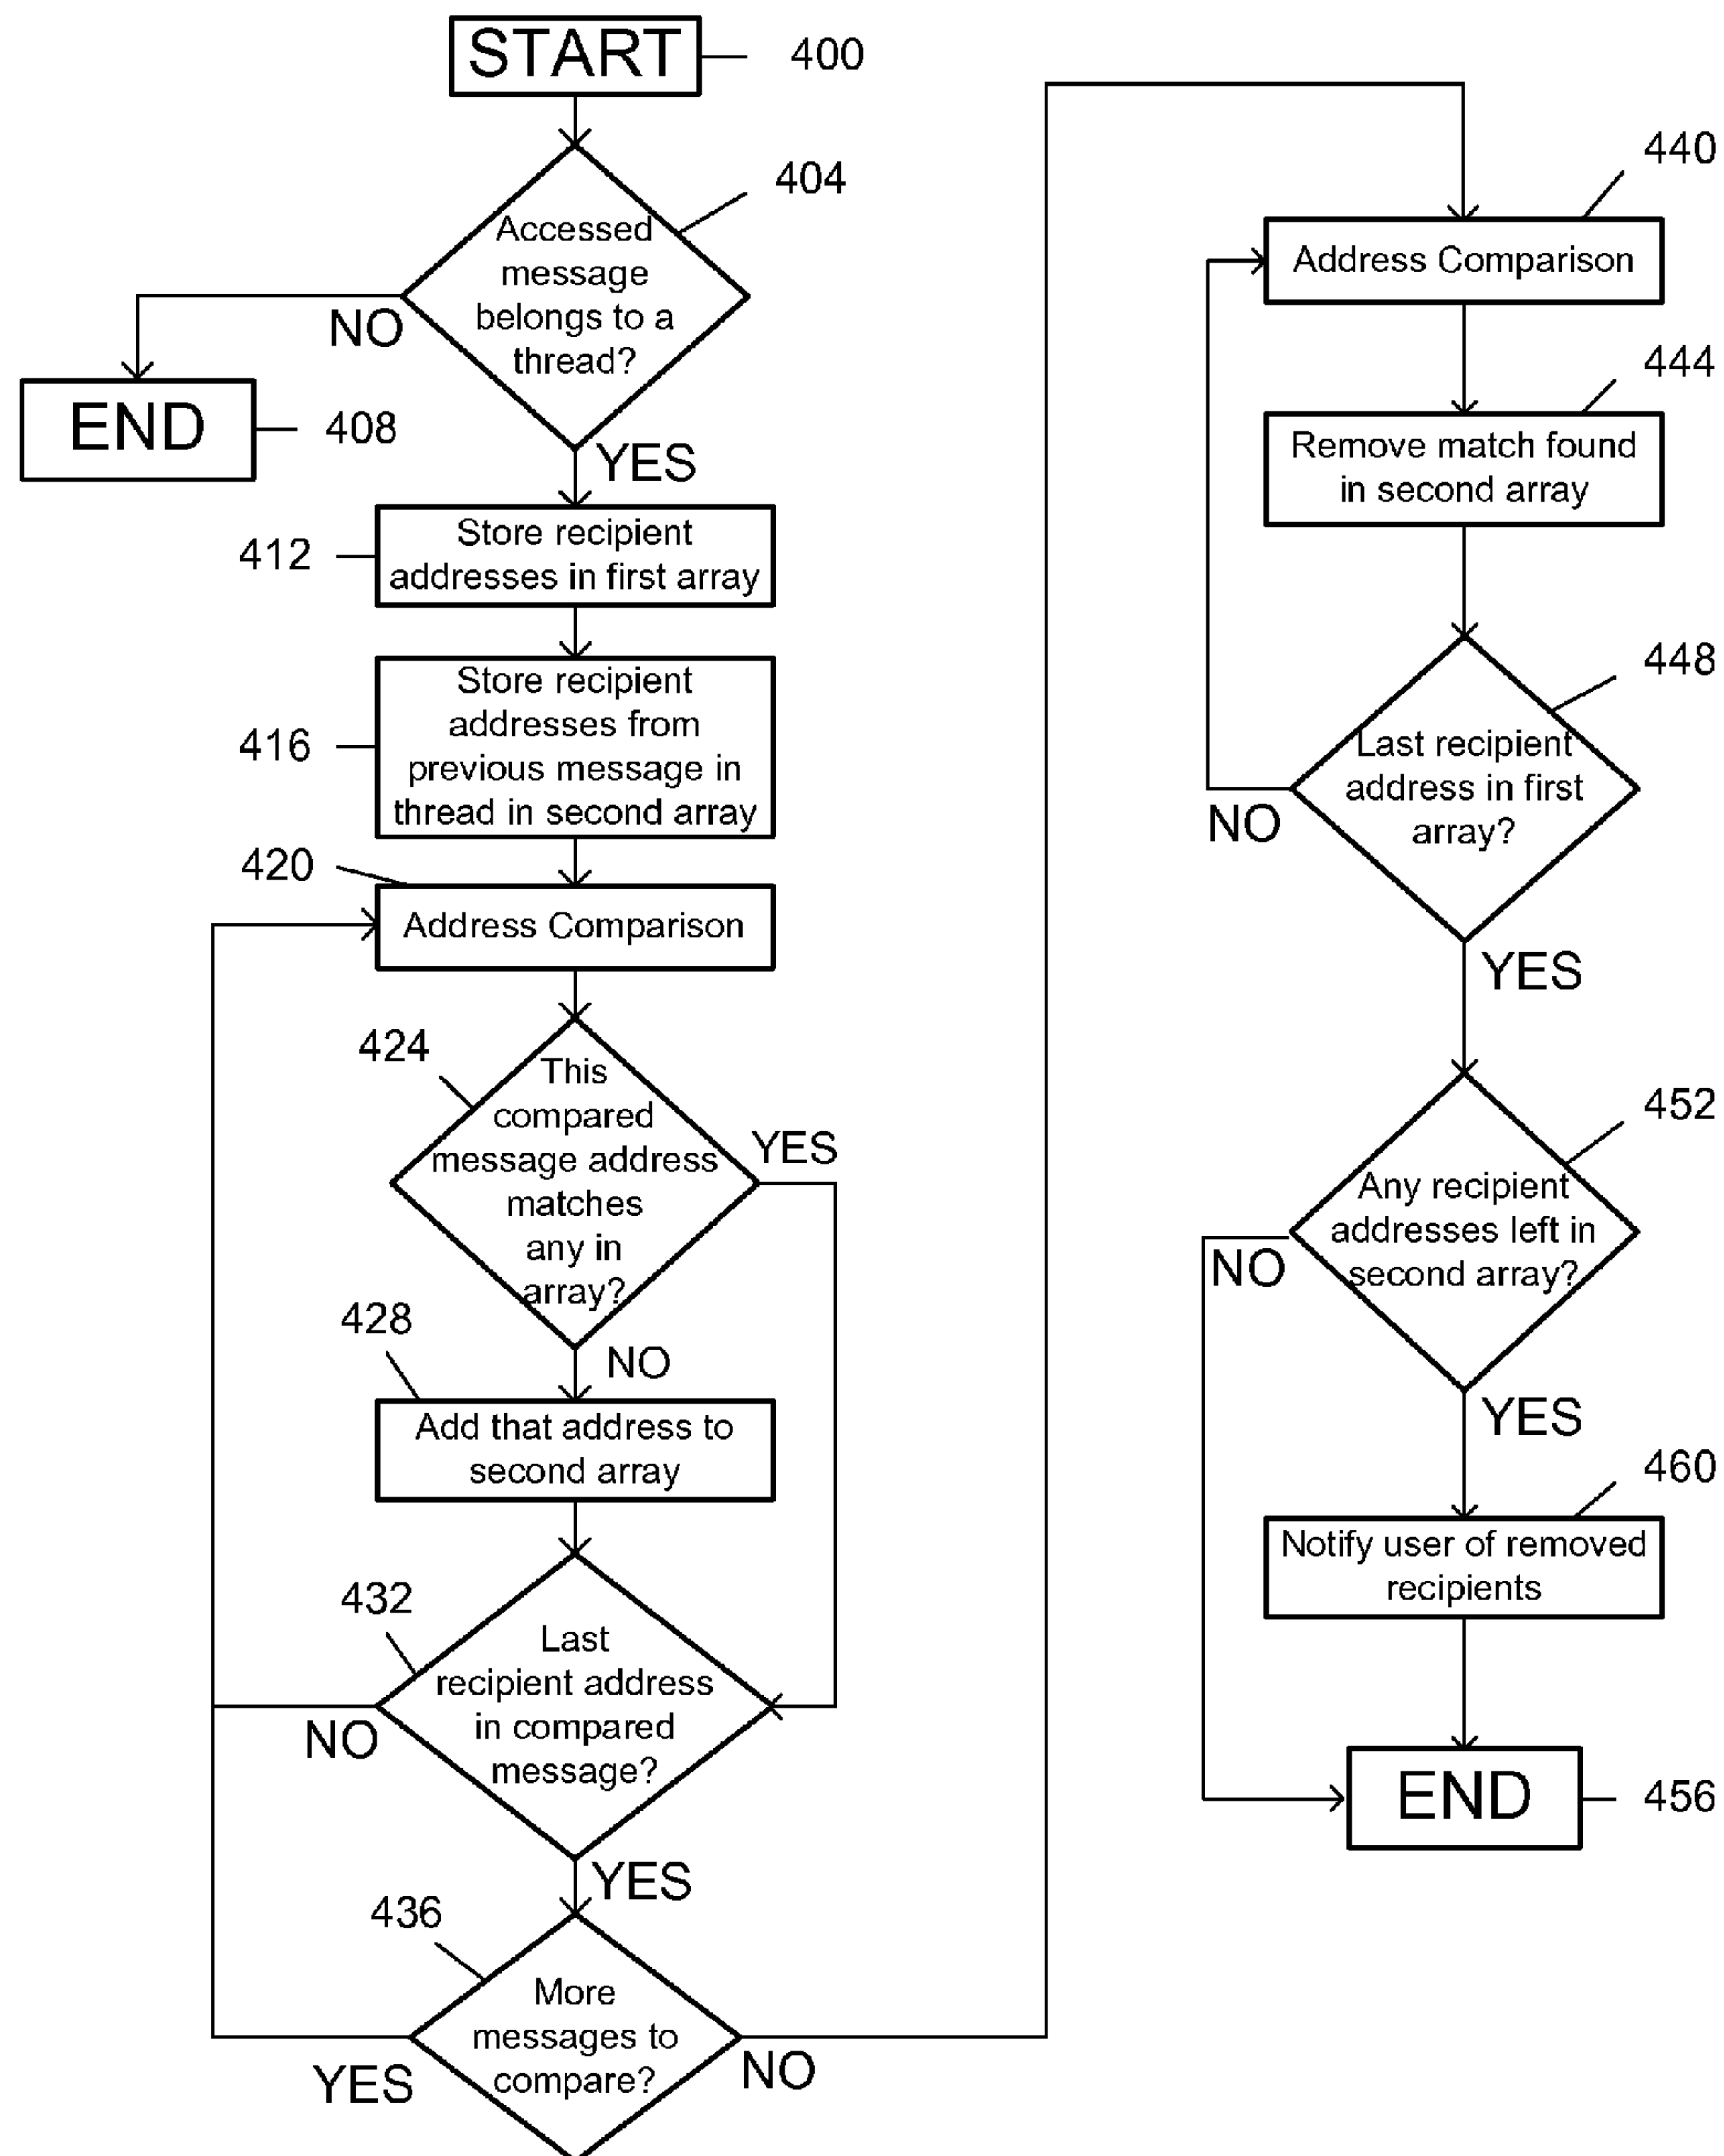 START
400
404
Accessed
message
belongs to a
thread?
NO
END
408
YES
412
Store recipient
addresses in first array
416
Store recipient
addresses from
previous message in
thread in second array
420
Address Comparison
424
This
compared
message address
matches
any in
array?
YES
NO
428
Add that address to
second array
432
Last
recipient address
in compared
message?
NO
YES
436
More
messages to
compare?
YES
NO
440
Address Comparison
444
Remove match found
in second array
448
Last recipient
address in first
array?
NO
YES
452
Any recipient
addresses left in
second array?
NO
YES
460
Notify user of removed
recipients
END
456